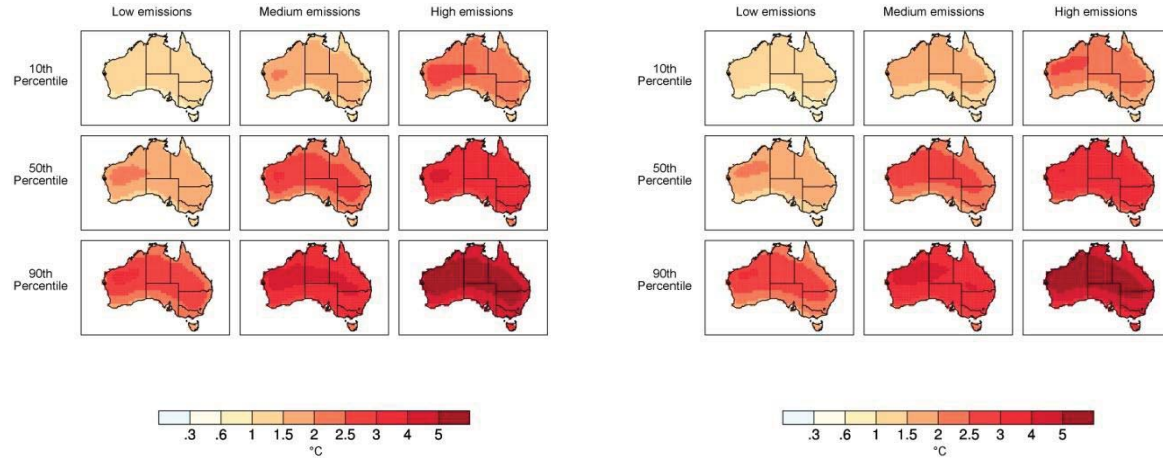 Low emissions Medium emissions High emissions
10th
Percentile
50th
Percentile
90th
Percentile
.3 .6 1 1.5 2 2.5 3 4 5
°C
Low emissions Medium emissions High emissions
10th
Percentile
50th
Percentile
90th
Percentile
.3 .6 1 1.5 2 2.5 3 4 5
°C